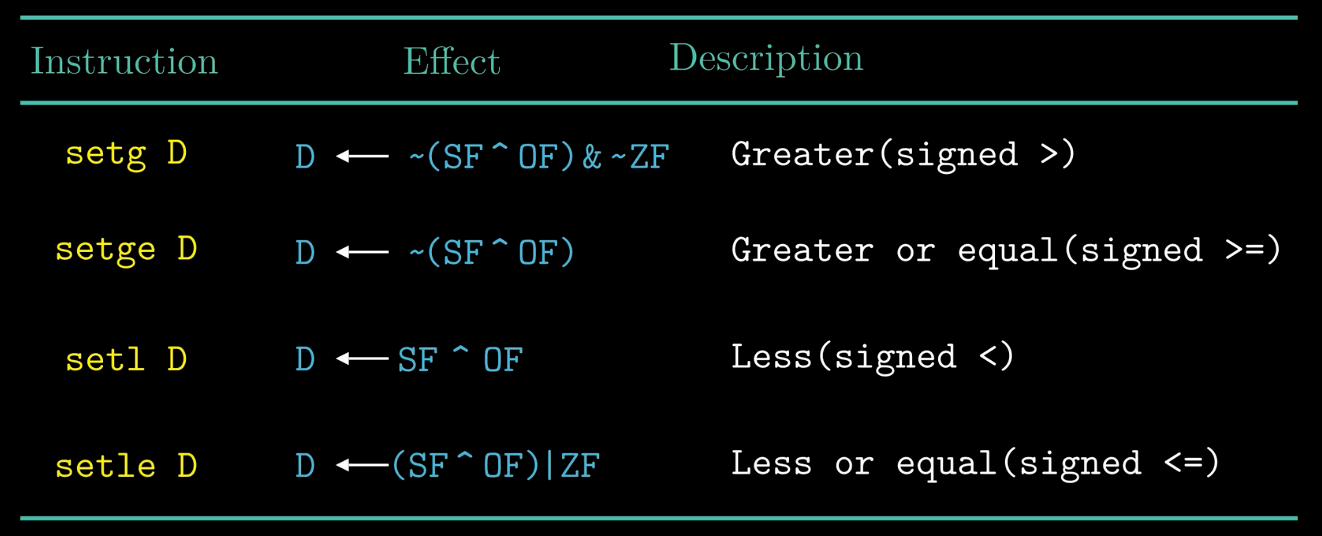 Instruction Effect Description
setg D D ← ~(SF ^ OF) & ~ZF Greater(signed >)
setge D D ← ~(SF ^ OF) Greater or equal(signed >=)
setl D D ← SF ^ OF Less(signed <)
setle D D ← (SF ^ OF)|ZF Less or equal(signed <=)